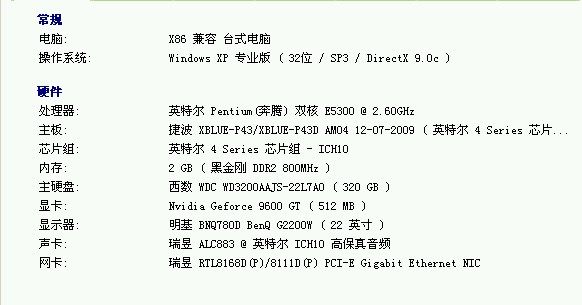 常规
电脑: X86 兼容 台式电脑
操作系统: Windows XP 专业版 ( 32位 / SP3 / DirectX 9.0c )
硬件
处理器: 英特尔 Pentium(奔腾) 双核 E5300 @ 2.60GHz
主板: 捷波 XBLUE-P43/XBLUE-P43D AM04 12-07-2009 ( 英特尔 4 Series 芯片...
芯片组: 英特尔 4 Series 芯片组 - ICH10
内存: 2 GB ( 黑金刚 DDR2 800MHz )
主硬盘: 西数 WDC WD3200AAJS-22L7A0 ( 320 GB )
显卡: Nvidia Geforce 9600 GT ( 512 MB )
显示器: 明基 BNQ780D BenQ G2200W ( 22 英寸 )
声卡: 瑞昱 ALC883 @ 英特尔 ICH10 高保真音频
网卡: 瑞昱 RTL8168D(P)/8111D(P) PCI-E Gigabit Ethernet NIC